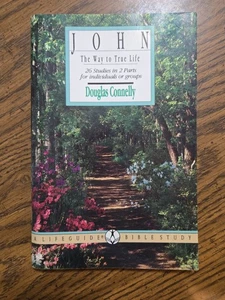 JOHN
The Way to True Life
26 Studies in 2 Parts
for individuals or groups
Douglas Connelly
A LIFEGUIDE® BIBLE STUDY